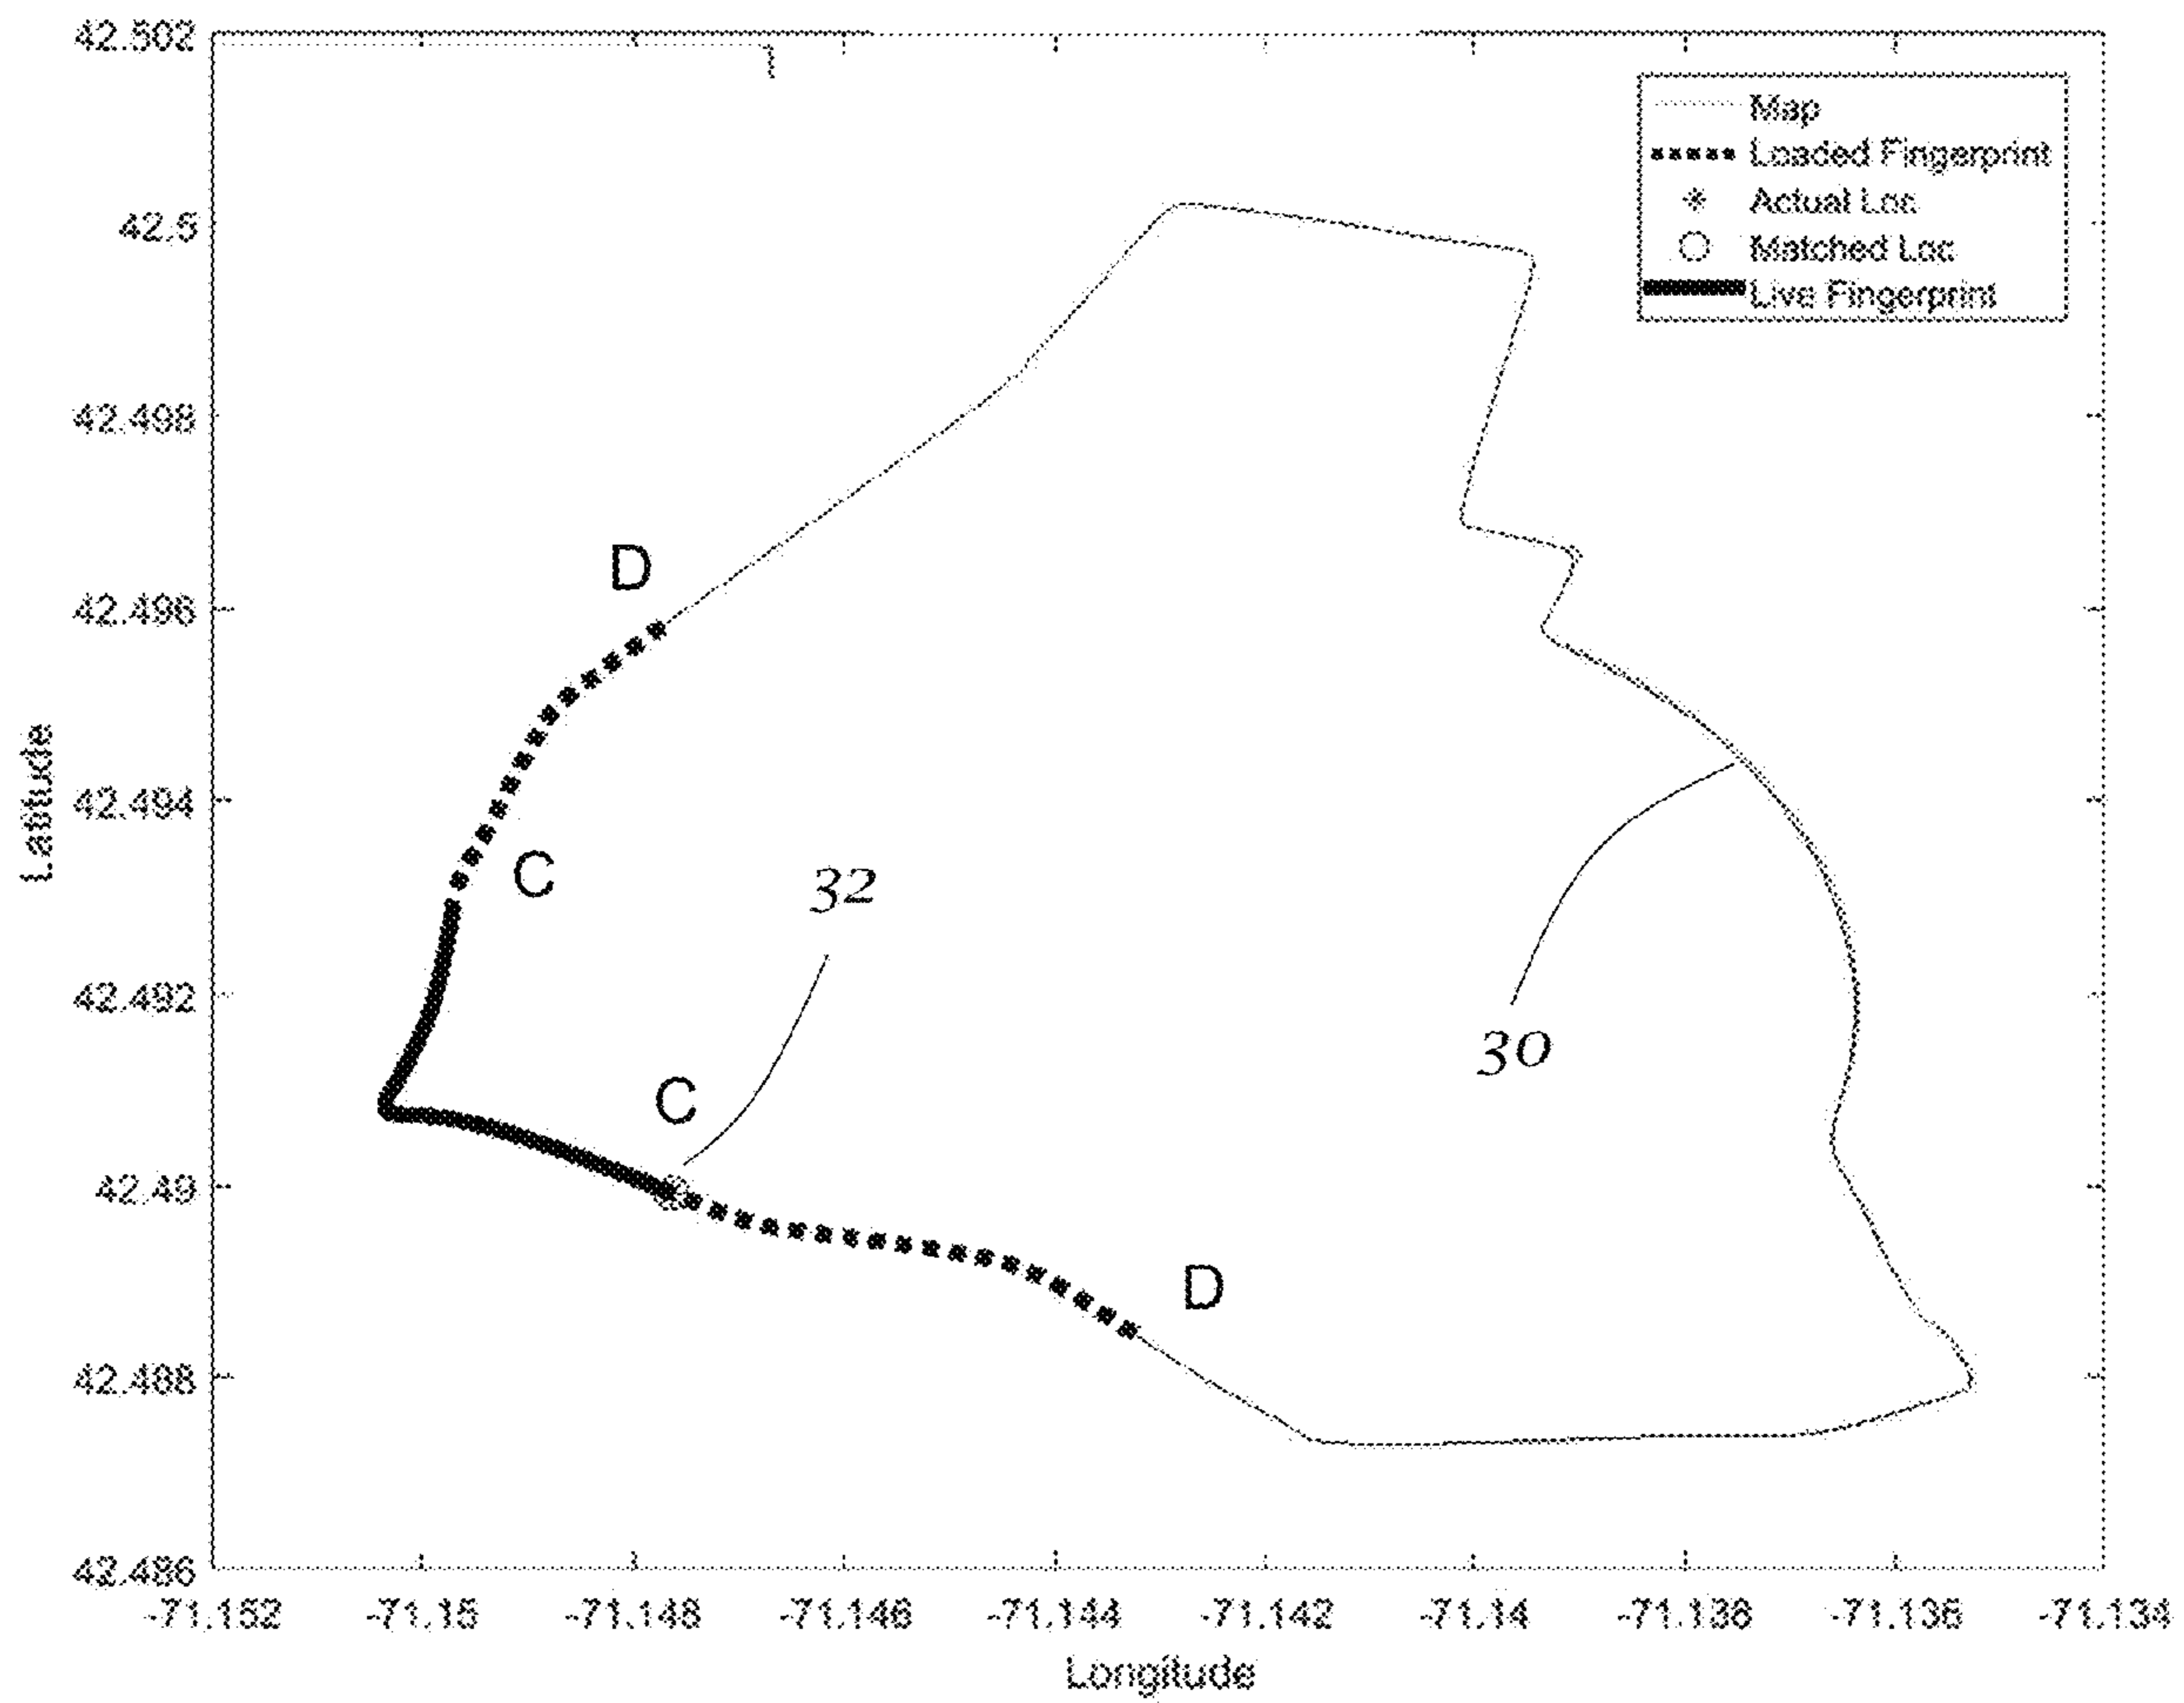 42.502
Map
Loaded Fingerprint
Actual Loc
Matched Loc
Live Fingerprint
42.5
42.498
D
42.496
Latitude
42.494
C
32
42.492
30
C
42.49
D
42.488
42.486
-71.152 -71.15 -71.148 -71.146 -71.144 -71.142 -71.14 -71.138 -71.136 -71.134
Longitude